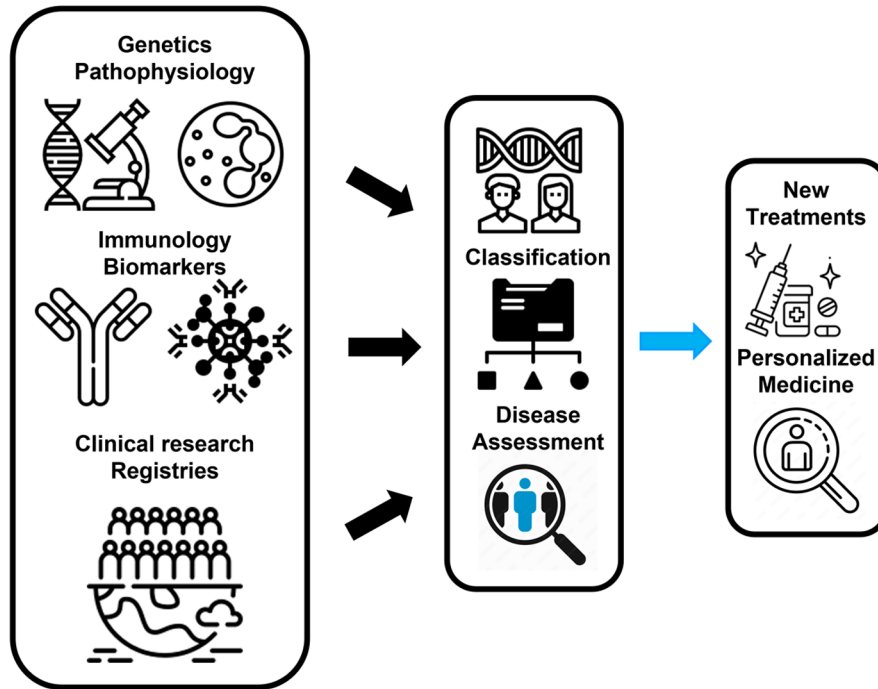 Genetics
Pathophysiology
Immunology
Biomarkers
Clinical research
Registries
Classification
Disease
Assessment
New
Treatments
Personalized
Medicine